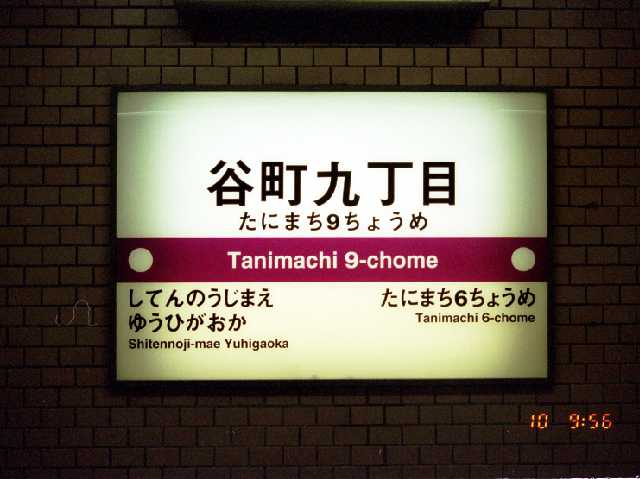 谷町九丁目
たにまち9ちょうめ
Tanimachi 9-chome
してんのうじまえ
ゆうひがおか
Shitennoji-mae Yuhigaoka
たにまち6ちょうめ
Tanimachi 6-chome
10 9:56